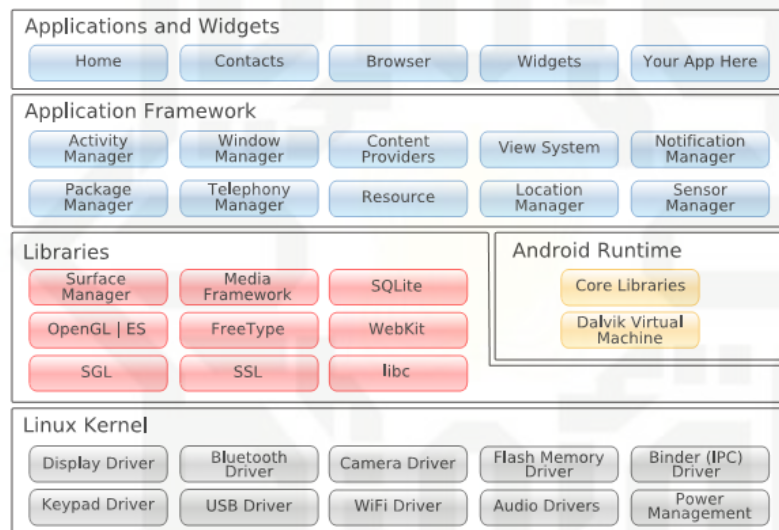 Applications and Widgets
Home
Contacts
Browser
Widgets
Your App Here
Application Framework
Activity
Manager
Window
Manager
Content
Providers
View System
Notification
Manager
Package
Manager
Telephony
Manager
Resource
Location
Manager
Sensor
Manager
Libraries
Surface
Manager
Media
Framework
SQLite
OpenGL | ES
FreeType
WebKit
SGL
SSL
libc
Android Runtime
Core Libraries
Dalvik Virtual
Machine
Linux Kernel
Display Driver
Bluetooth
Driver
Camera Driver
Flash Memory
Driver
Binder (IPC)
Driver
Keypad Driver
USB Driver
WiFi Driver
Audio Drivers
Power
Management